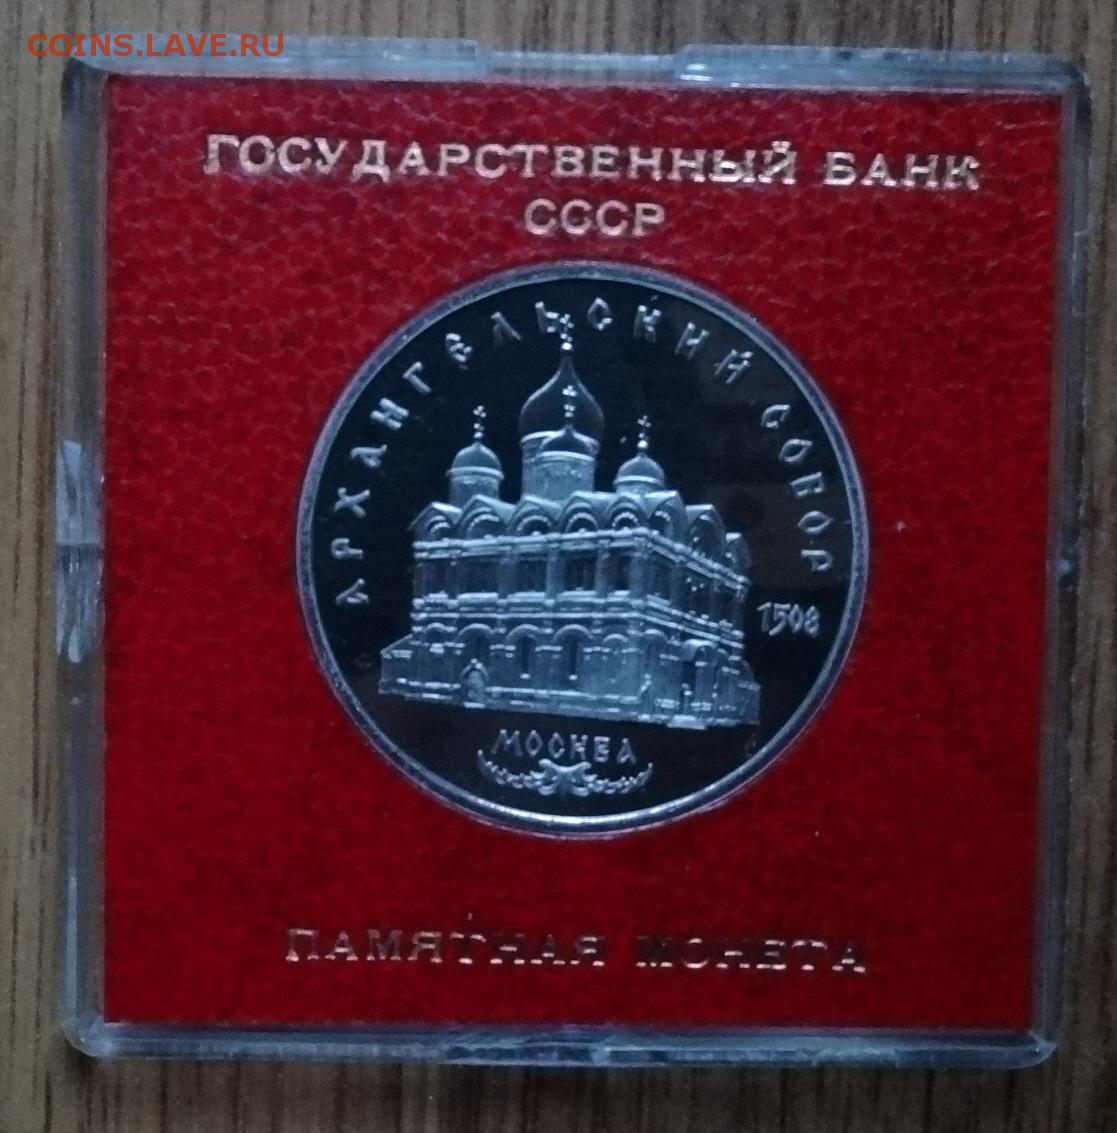 COINS.LAVE.RU
ГОСУДАРСТВЕННЫЙ БАНК
СССР
АРХАНГЕЛЬСКИЙ СОБОР
1508
МОСКВА
ПАМЯТНАЯ МОНЕТА